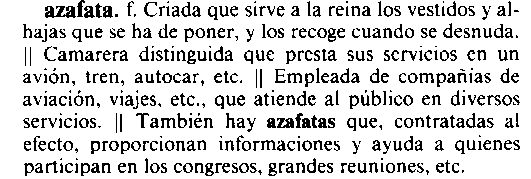 azafata. f. Criada que sirve a la reina los vestidos y al-
hajas que se ha de poner, y los recoge cuando se desnuda.
|| Camarera distinguida que presta sus servicios en un
avión, tren, autocar, etc. || Empleada de compañías de
aviación, viajes, etc., que atiende al público en diversos
servicios. || También hay azafatas que, contratadas al
efecto, proporcionan informaciones y ayuda a quienes
participan en los congresos, grandes reuniones, etc.